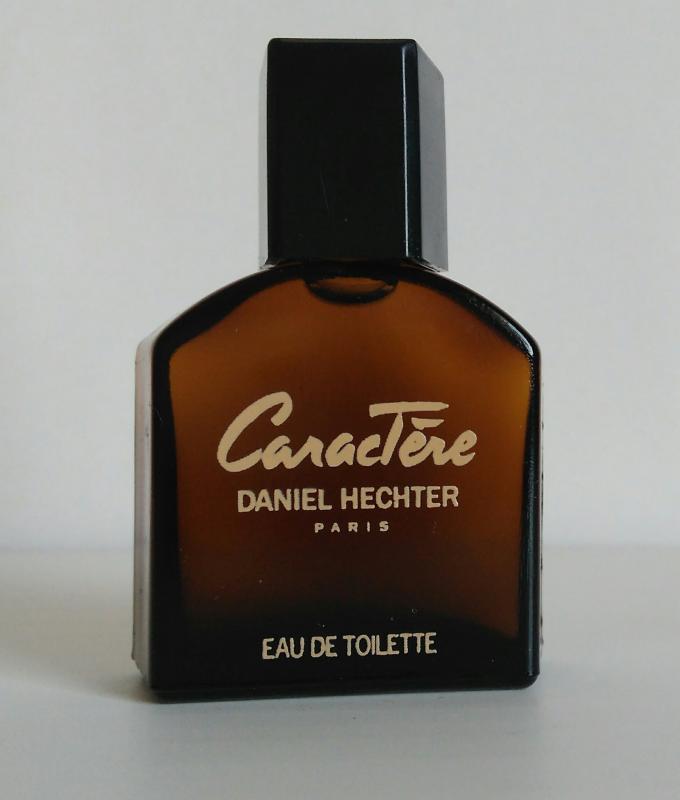 Caractère
DANIEL HECHTER
PARIS
EAU DE TOILETTE